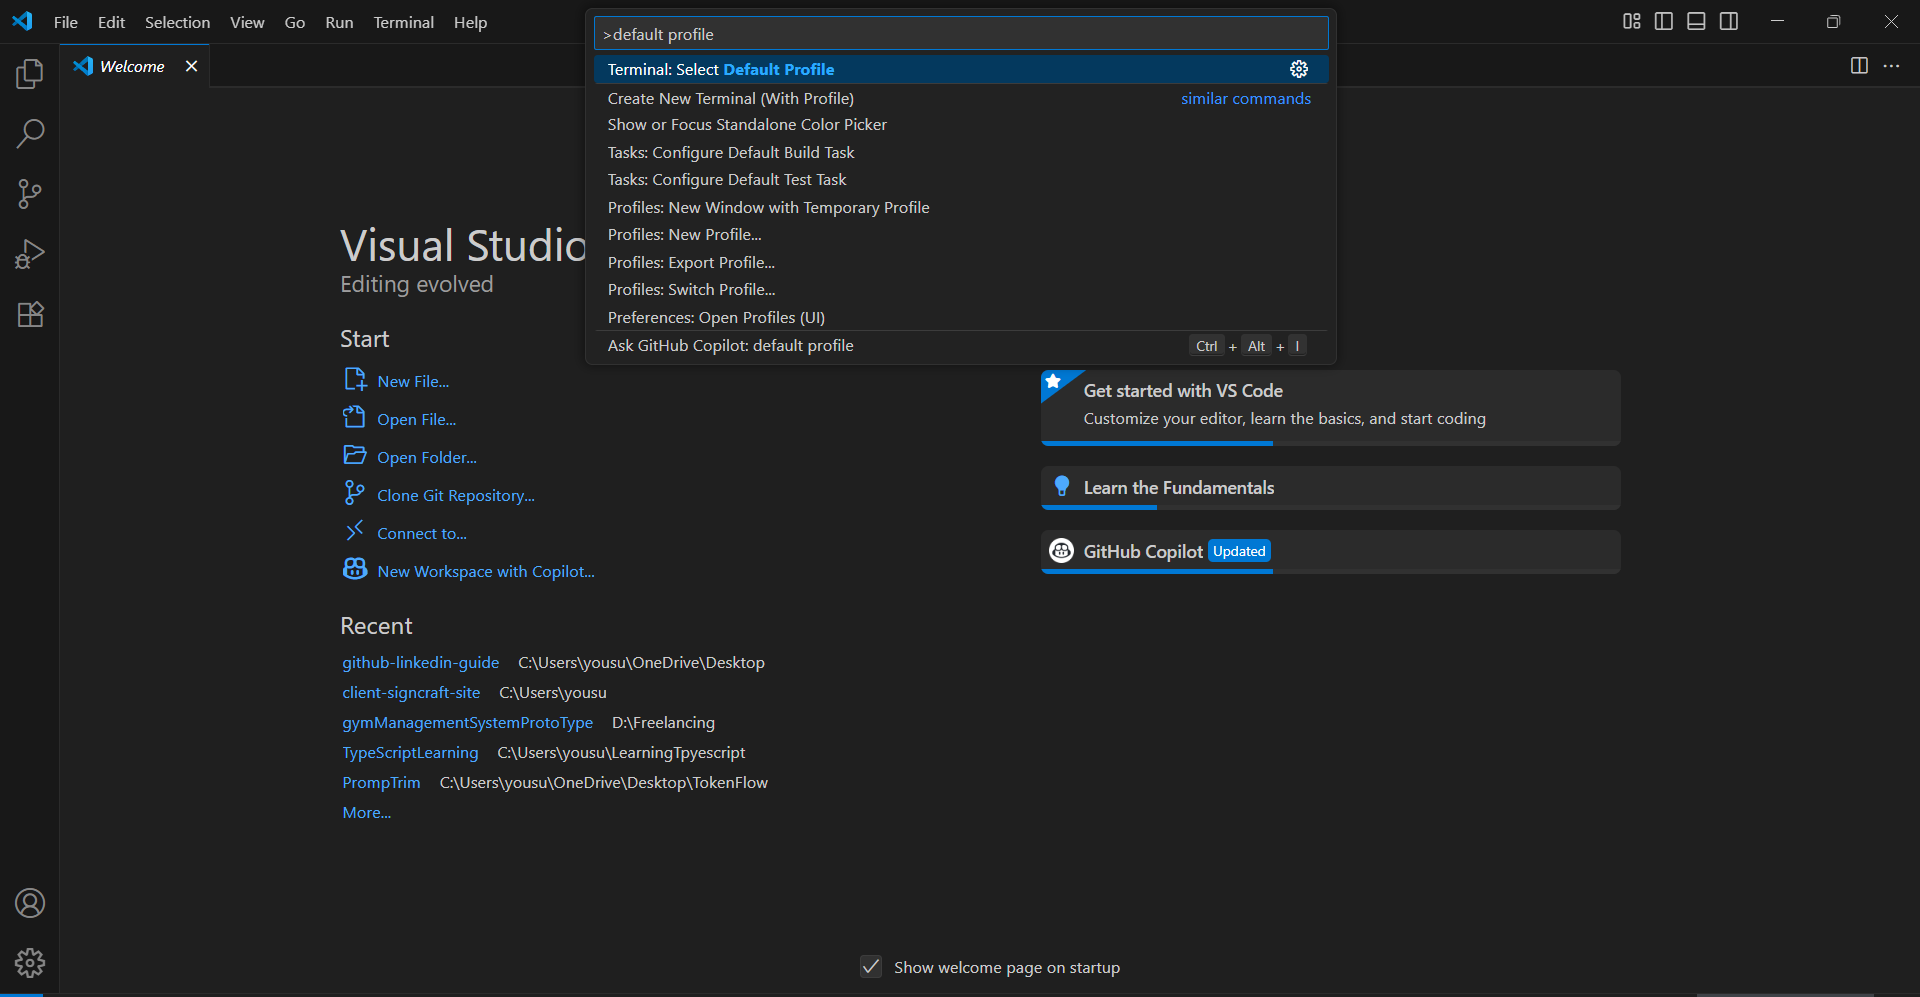 File Edit Selection View Go Run Terminal Help
>default profile
Welcome
Terminal: Select Default Profile
Create New Terminal (With Profile) similar commands
Show or Focus Standalone Color Picker
Tasks: Configure Default Build Task
Tasks: Configure Default Test Task
Profiles: New Window with Temporary Profile
Profiles: New Profile...
Profiles: Export Profile...
Profiles: Switch Profile...
Preferences: Open Profiles (UI)
Ask GitHub Copilot: default profile Ctrl + Alt + I
Visual Studio
Editing evolved
Start
New File...
Open File...
Open Folder...
Clone Git Repository...
Connect to...
New Workspace with Copilot...
Recent
github-linkedin-guide C:\Users\yousu\OneDrive\Desktop
client-signcraft-site C:\Users\yousu
gymManagementSystemProtoType D:\Freelancing
TypeScriptLearning C:\Users\yousu\LearningTpyescript
PrompTrim C:\Users\yousu\OneDrive\Desktop\TokenFlow
More...
Get started with VS Code
Customize your editor, learn the basics, and start coding
Learn the Fundamentals
GitHub Copilot Updated
Show welcome page on startup